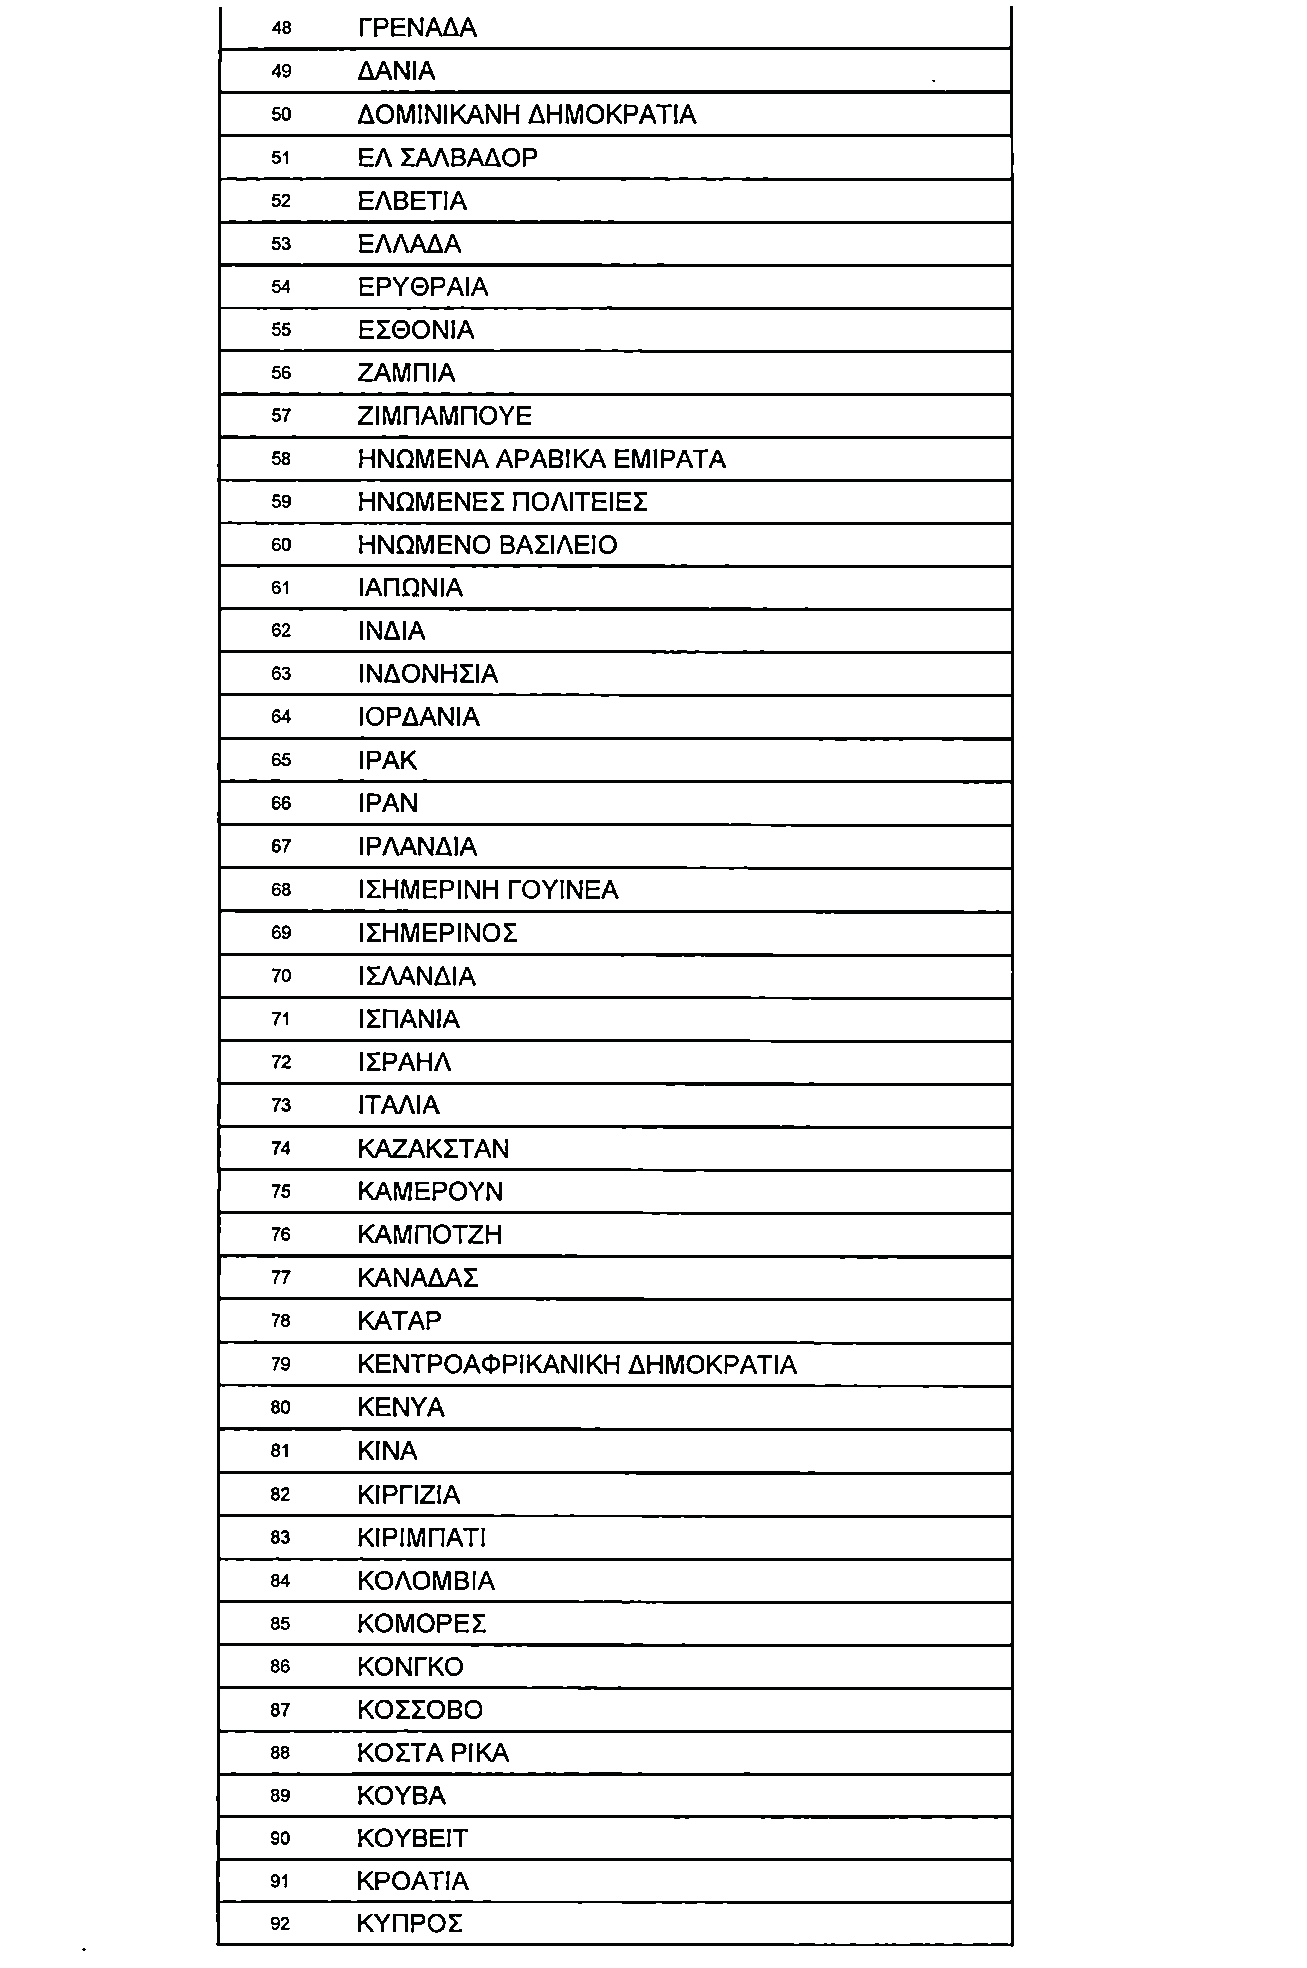 48 ΓΡΕΝΑΔΑ
49 ΔΑΝΙΑ
50 ΔΟΜΙΝΙΚΑΝΗ ΔΗΜΟΚΡΑΤΙΑ
51 ΕΛ ΣΑΛΒΑΔΟΡ
52 ΕΛΒΕΤΙΑ
53 ΕΛΛΑΔΑ
54 ΕΡΥΘΡΑΙΑ
55 ΕΣΘΟΝΙΑ
56 ΖΑΜΠΙΑ
57 ΖΙΜΠΑΜΠΟΥΕ
58 ΗΝΩΜΕΝΑ ΑΡΑΒΙΚΑ ΕΜΙΡΑΤΑ
59 ΗΝΩΜΕΝΕΣ ΠΟΛΙΤΕΙΕΣ
60 ΗΝΩΜΕΝΟ ΒΑΣΙΛΕΙΟ
61 ΙΑΠΩΝΙΑ
62 ΙΝΔΙΑ
63 ΙΝΔΟΝΗΣΙΑ
64 ΙΟΡΔΑΝΙΑ
65 ΙΡΑΚ
66 ΙΡΑΝ
67 ΙΡΛΑΝΔΙΑ
68 ΙΣΗΜΕΡΙΝΗ ΓΟΥΙΝΕΑ
69 ΙΣΗΜΕΡΙΝΟΣ
70 ΙΣΛΑΝΔΙΑ
71 ΙΣΠΑΝΙΑ
72 ΙΣΡΑΗΛ
73 ΙΤΑΛΙΑ
74 ΚΑΖΑΚΣΤΑΝ
75 ΚΑΜΕΡΟΥΝ
76 ΚΑΜΠΟΤΖΗ
77 ΚΑΝΑΔΑΣ
78 ΚΑΤΑΡ
79 ΚΕΝΤΡΟΑΦΡΙΚΑΝΙΚΗ ΔΗΜΟΚΡΑΤΙΑ
80 ΚΕΝΥΑ
81 ΚΙΝΑ
82 ΚΙΡΓΙΖΙΑ
83 ΚΙΡΙΜΠΑΤΙ
84 ΚΟΛΟΜΒΙΑ
85 ΚΟΜΟΡΕΣ
86 ΚΟΝΓΚΟ
87 ΚΟΣΣΟΒΟ
88 ΚΟΣΤΑ ΡΙΚΑ
89 ΚΟΥΒΑ
90 ΚΟΥΒΕΙΤ
91 ΚΡΟΑΤΙΑ
92 ΚΥΠΡΟΣ